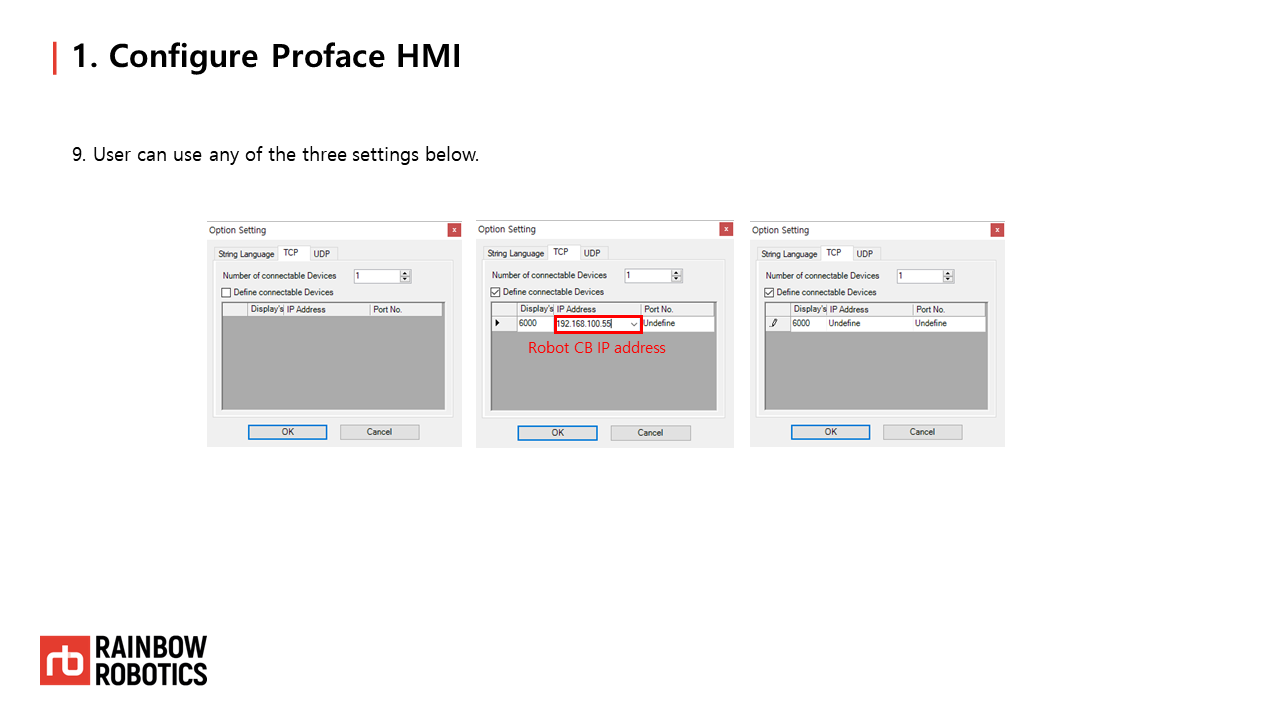 1. Configure Proface HMI
9. User can use any of the three settings below.
Option Setting
x
String Language TCP UDP
Number of connectable Devices 1
Define connectable Devices
Display's IP Address Port No.
OK Cancel
Option Setting
x
String Language TCP UDP
Number of connectable Devices 1
Define connectable Devices
Display's IP Address Port No.
6000 192.168.100.55 Undefine
Robot CB IP address
OK Cancel
Option Setting
x
String Language TCP UDP
Number of connectable Devices 1
Define connectable Devices
Display's IP Address Port No.
6000 Undefine Undefine
OK Cancel
rb
RAINBOW
ROBOTICS